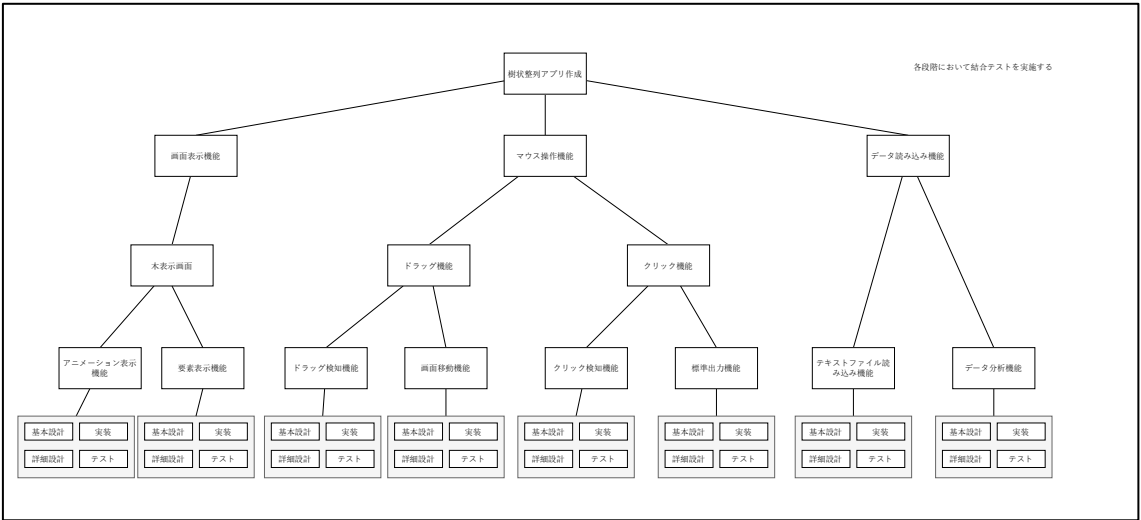 樹状整列アプリ作成
各段階において結合テストを実施する
画面表示機能
マウス操作機能
データ読み込み機能
木表示画面
ドラッグ機能
クリック機能
アニメーション表示
機能
要素表示機能
ドラッグ検知機能
画面移動機能
クリック検知機能
標準出力機能
テキストファイル読
み込み機能
データ分析機能
基本設計
実装
詳細設計
テスト
基本設計
実装
詳細設計
テスト
基本設計
実装
詳細設計
テスト
基本設計
実装
詳細設計
テスト
基本設計
実装
詳細設計
テスト
基本設計
実装
詳細設計
テスト
基本設計
実装
詳細設計
テスト
基本設計
実装
詳細設計
テスト